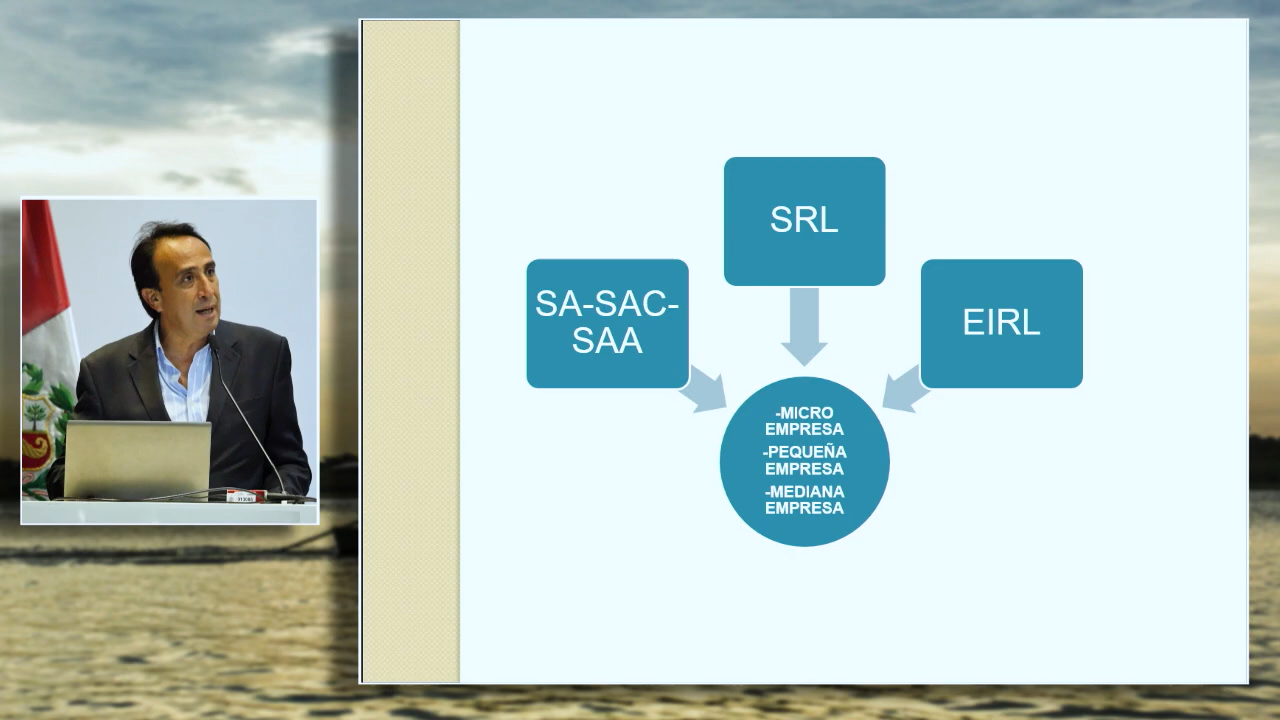 SRL
SA-SAC-
SAA
EIRL
-MICRO
EMPRESA
-PEQUEÑA
EMPRESA
-MEDIANA
EMPRESA